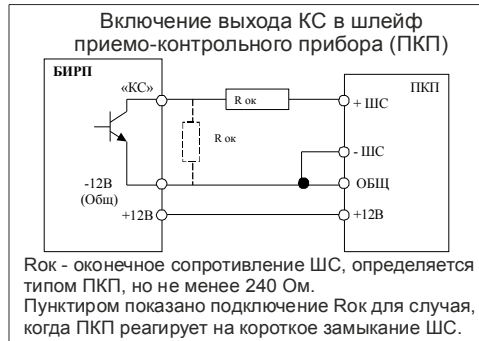 Включение выхода КС в шлейф
приемо-контрольного прибора (ПКП)
БИРП
ПКП
«КС»
R ок
+ ШС
R ок
- ШС
-12В
(Общ)
ОБЩ
+12В
+12В
Rок - оконечное сопротивление ШС, определяется
типом ПКП, но не менее 240 Ом.
Пунктиром показано подключение Rок для случая,
когда ПКП реагирует на короткое замыкание ШС.